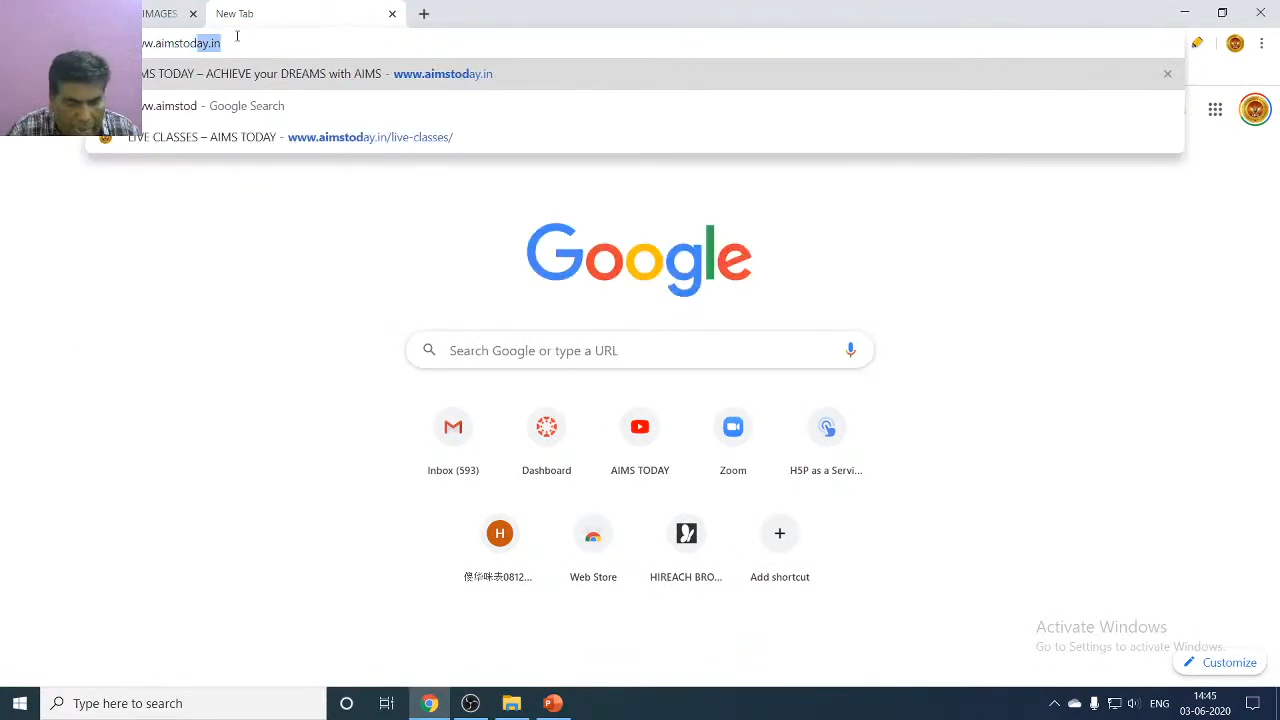 IMAGES
New Tab
ww.aimstoday.in
MS TODAY – ACHIEVE your DREAMS with AIMS - www.aimstoday.in
ww.aimstod - Google Search
LIVE CLASSES – AIMS TODAY - www.aimstoday.in/live-classes/
Google
Search Google or type a URL
Inbox (593)
Dashboard
AIMS TODAY
Zoom
H5P as a Servi...
H
Web Store
HIREACH BRO...
Add shortcut
Activate Windows
Go to Settings to activate Windows.
Customize
Type here to search
ENG
14:45
03-06-2020